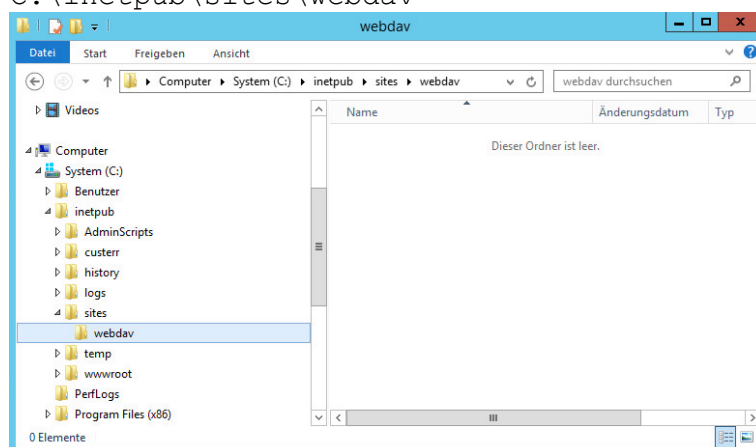 C:\inetpub\sites\webdav
webdav
Datei Start Freigeben Ansicht
Computer System (C:) inetpub sites webdav webdav durchsuchen
Videos
Name Änderungsdatum Typ
Dieser Ordner ist leer.
Computer
System (C:)
Benutzer
inetpub
AdminScripts
custerr
history
logs
sites
webdav
temp
wwwroot
PerfLogs
Program Files (x86)
0 Elemente